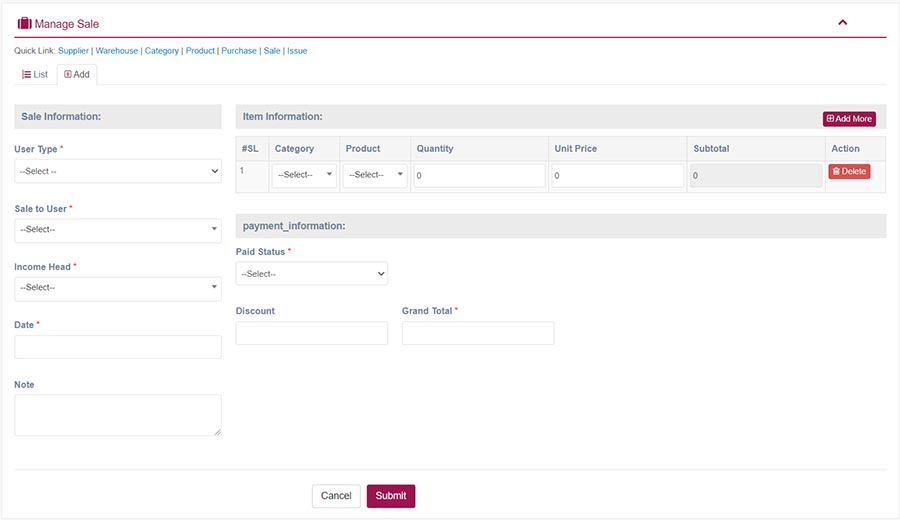 Manage Sale
Quick Link: Supplier | Warehouse | Category | Product | Purchase | Sale | Issue
List Add
Sale Information:
User Type *
--Select --
Sale to User *
--Select--
Income Head *
--Select--
Date *
Note
Item Information:
Add More
#SL Category Product Quantity Unit Price Subtotal Action
1 --Select-- --Select-- 0 0 0 Delete
payment_information:
Paid Status *
--Select--
Discount Grand Total *
Cancel Submit